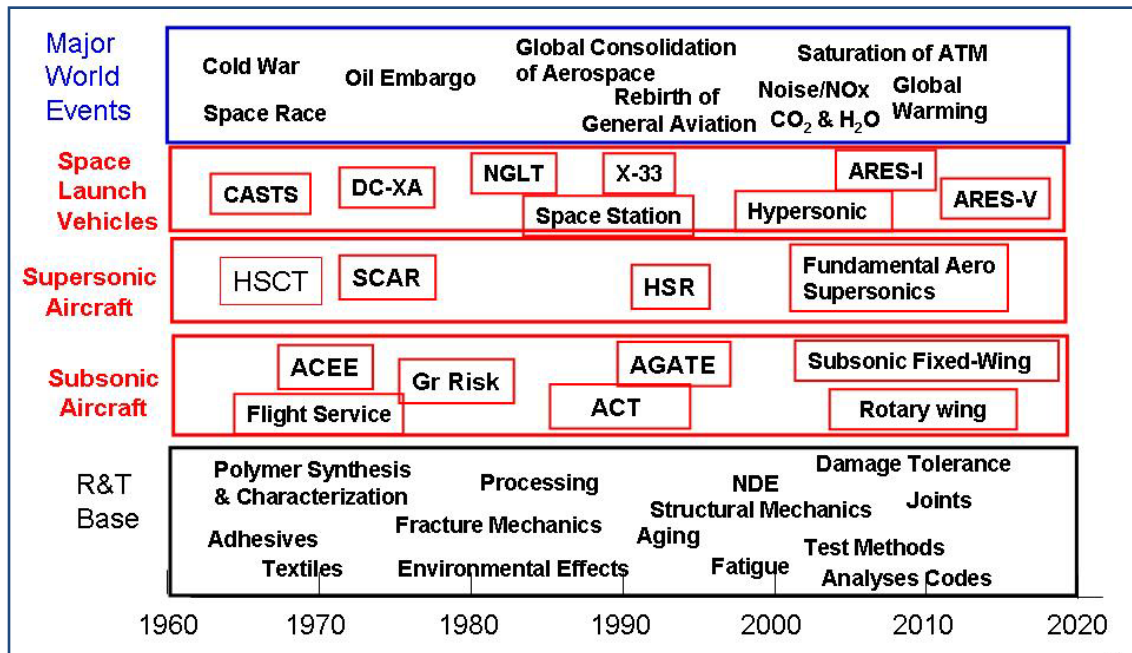 Major
World
Events
Cold War
Space Race
Oil Embargo
Global Consolidation
of Aerospace
Rebirth of
General Aviation
Saturation of ATM
Noise/NOx
CO₂ & H₂O
Global
Warming
Space
Launch
Vehicles
CASTS
DC-XA
NGLT
Space Station
X-33
Hypersonic
ARES-I
ARES-V
Supersonic
Aircraft
HSCT
SCAR
HSR
Fundamental Aero
Supersonics
Subsonic
Aircraft
ACEE
Flight Service
Gr Risk
ACT
AGATE
Subsonic Fixed-Wing
Rotary wing
R&T
Base
Polymer Synthesis
& Characterization
Adhesives
Textiles
Processing
Fracture Mechanics
Environmental Effects
NDE
Structural Mechanics
Aging
Fatigue
Damage Tolerance
Joints
Test Methods
Analyses Codes
1960 1970 1980 1990 2000 2010 2020